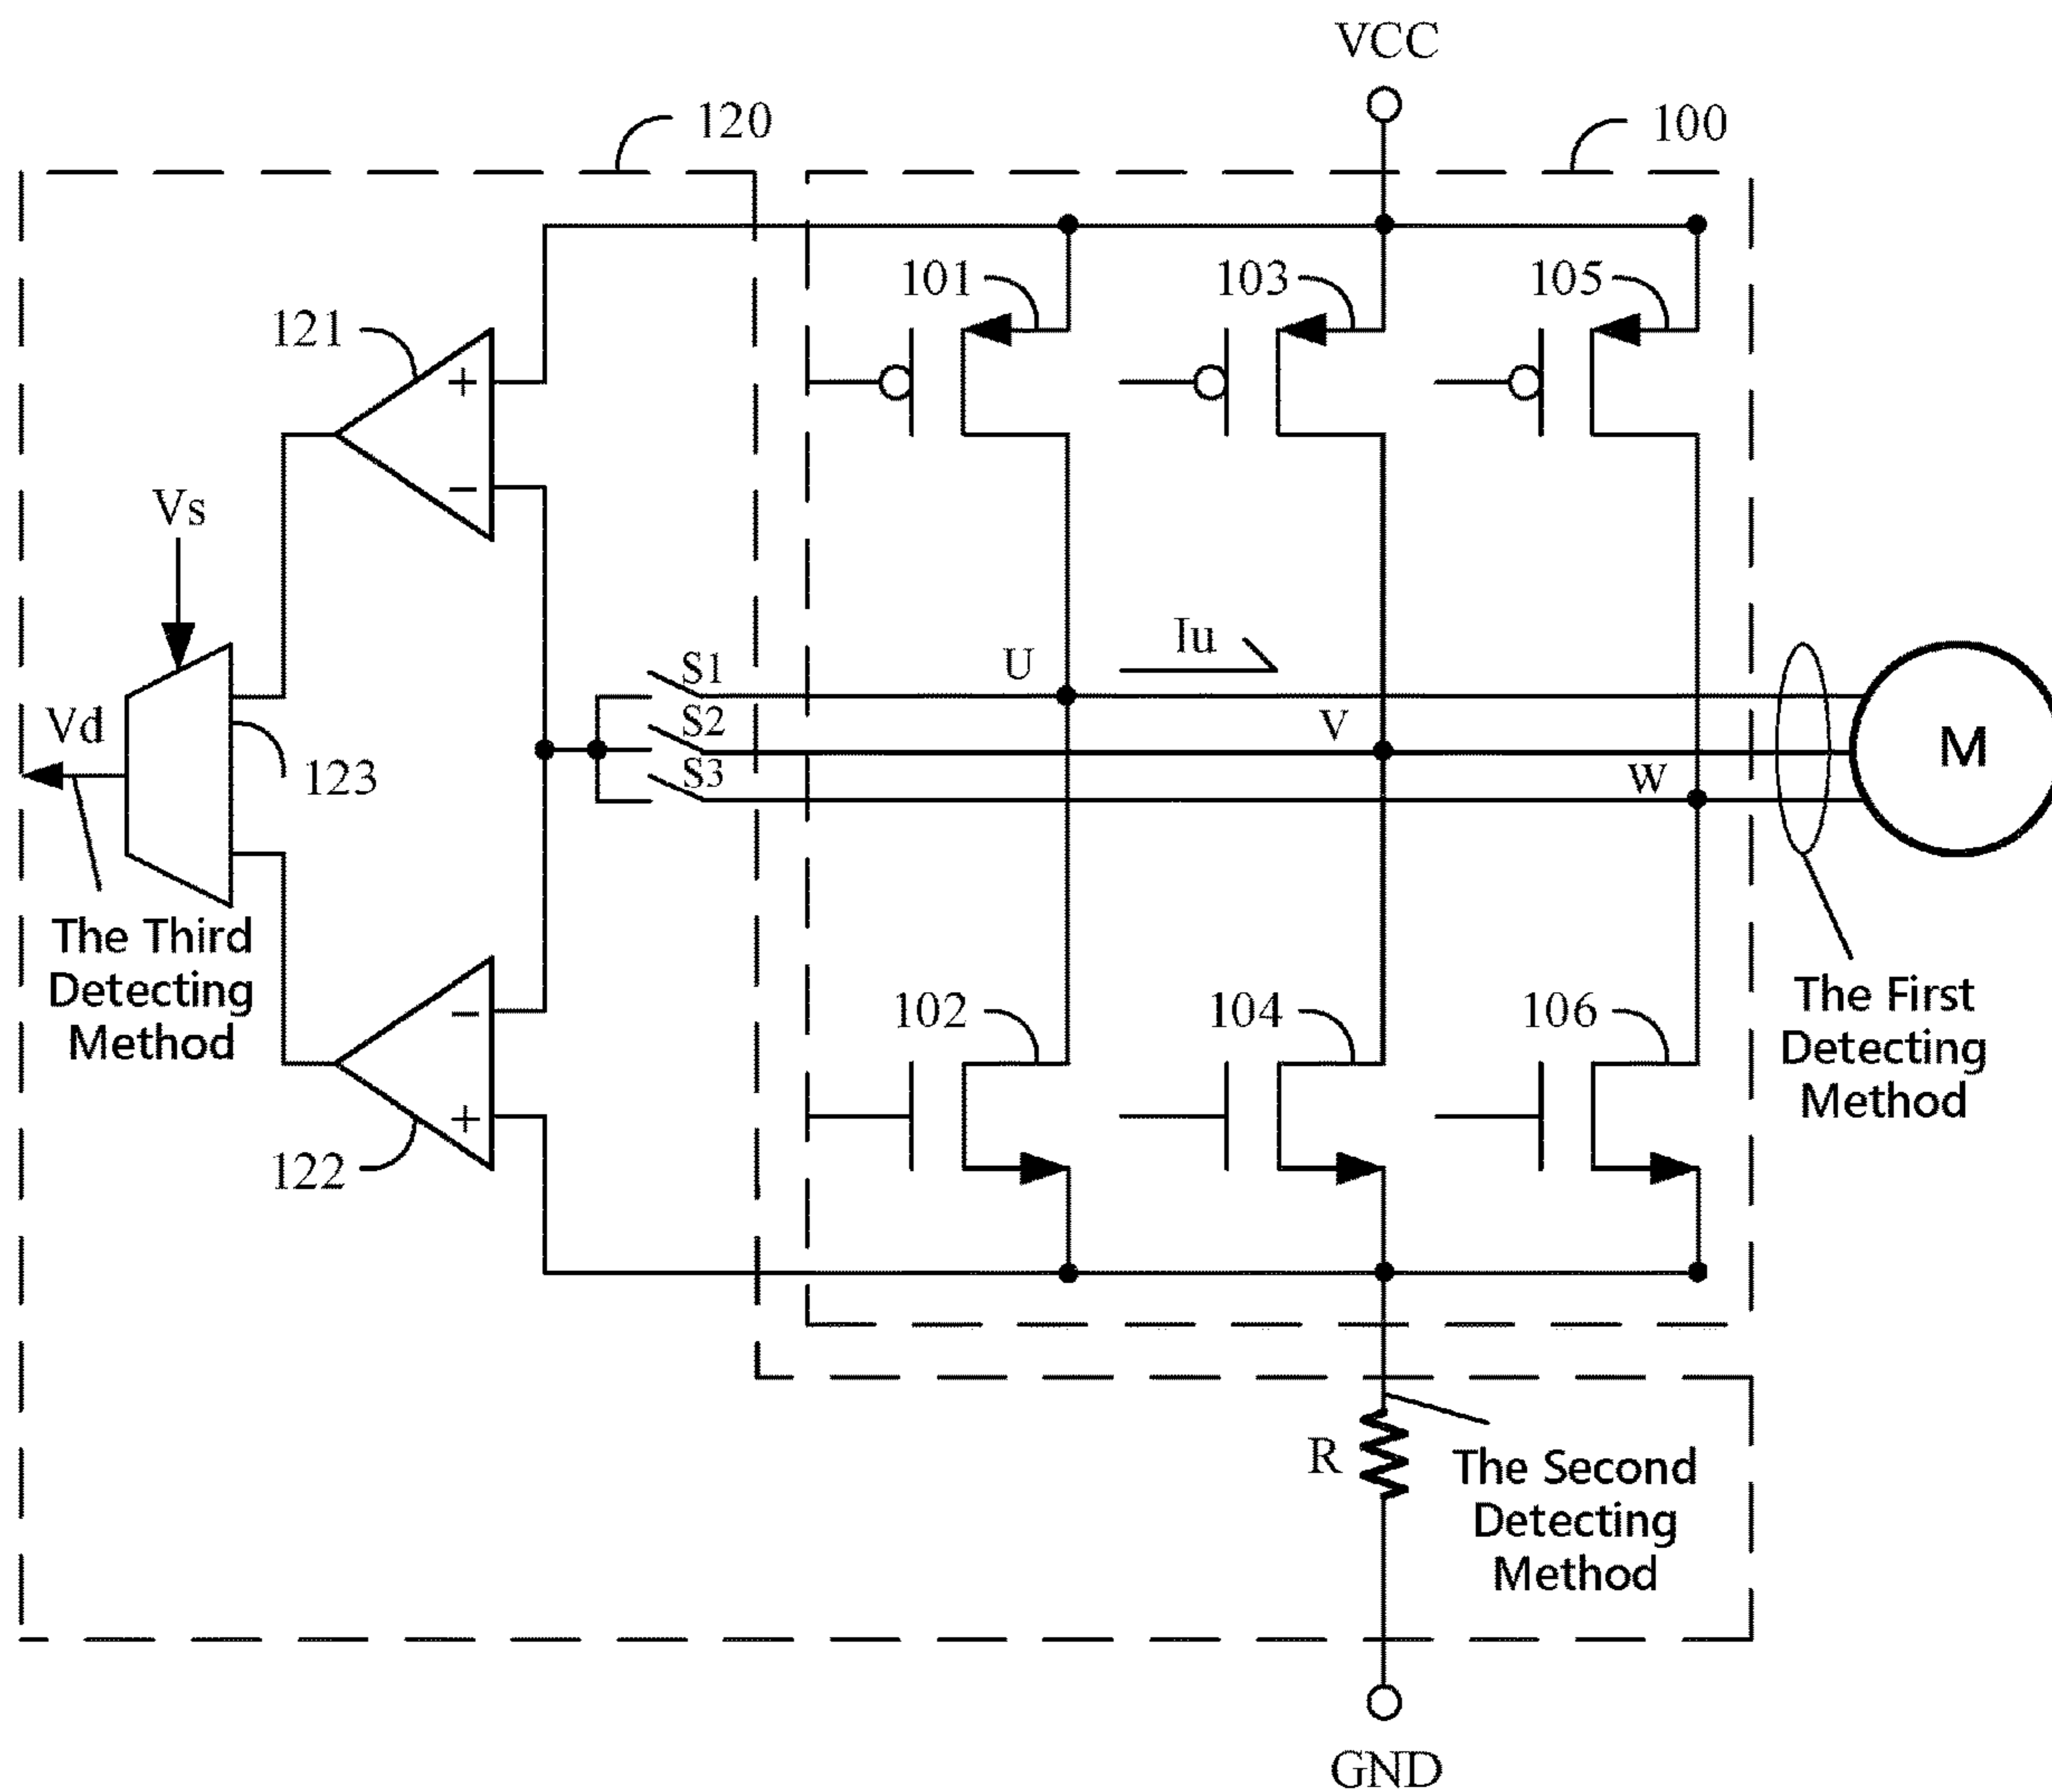 VCC
120
100
101
103
105
121
+
−
Vs
Iu
U
S1
S2
V
Vd
S3
W
M
123
The Third
Detecting
Method
102
104
106
The First
Detecting
Method
−
+
122
R
The Second
Detecting
Method
GND